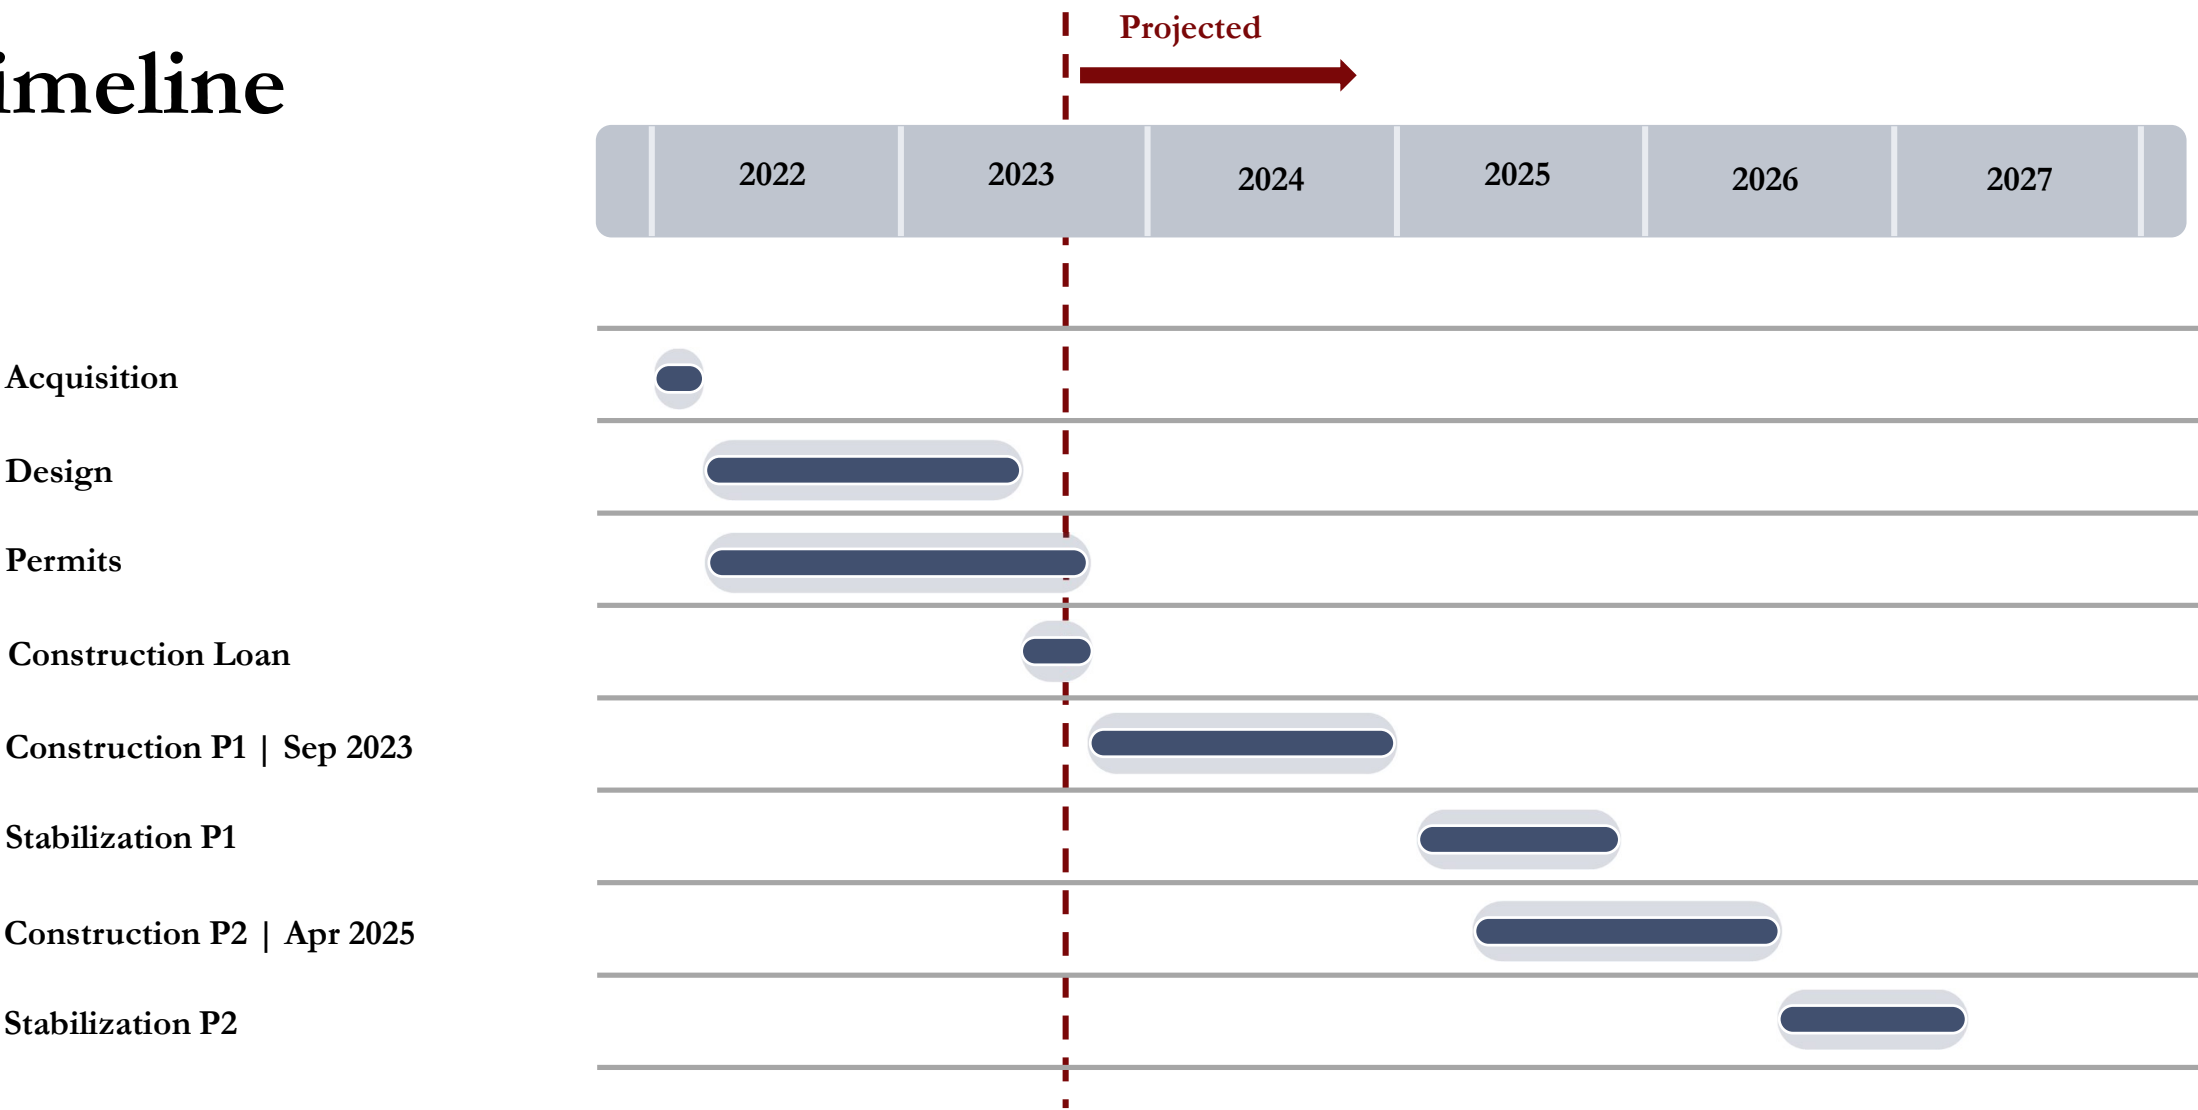 Projected
imeline
2022 2023 2024 2025 2026 2027
Acquisition
Design
Permits
Construction Loan
Construction P1 | Sep 2023
Stabilization P1
Construction P2 | Apr 2025
Stabilization P2